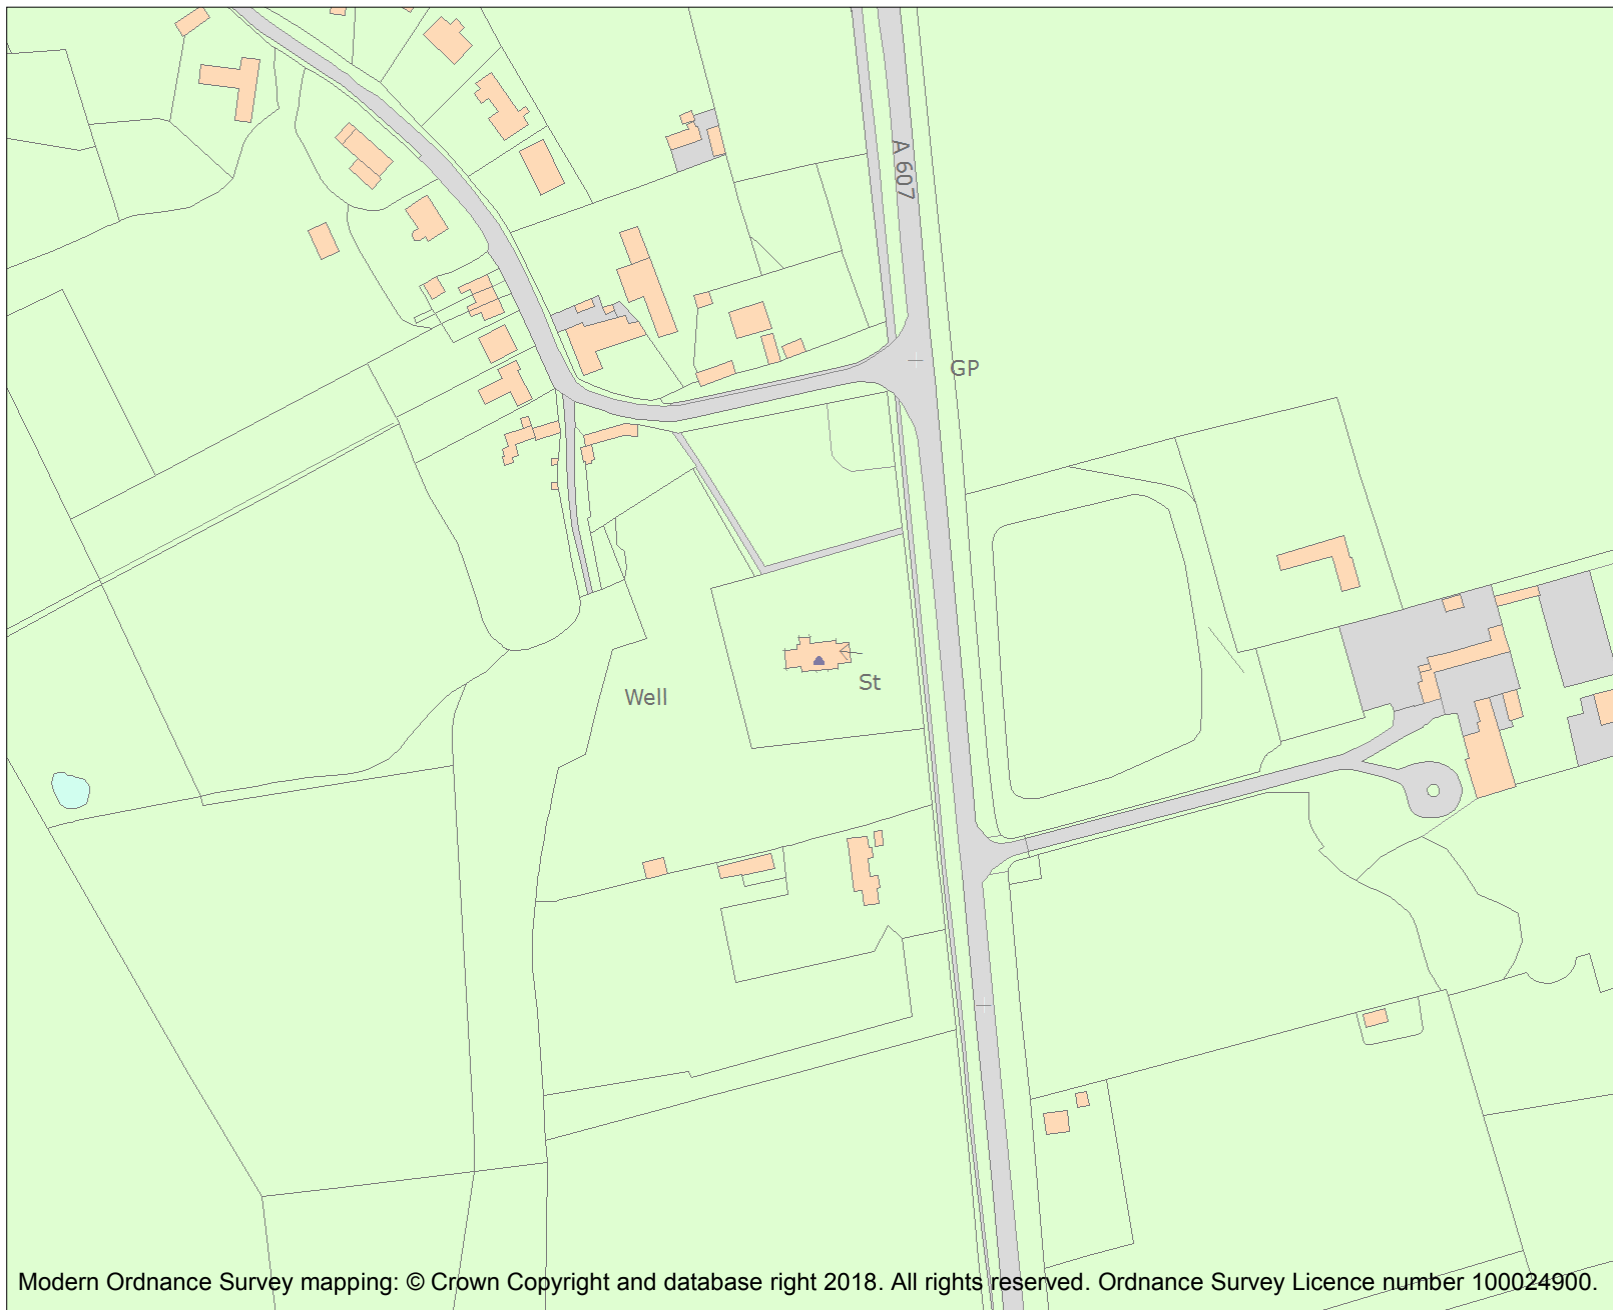 A 607
GP
St
Well
Modern Ordnance Survey mapping: © Crown Copyright and database right 2018. All rights reserved. Ordnance Survey Licence number 100024900.